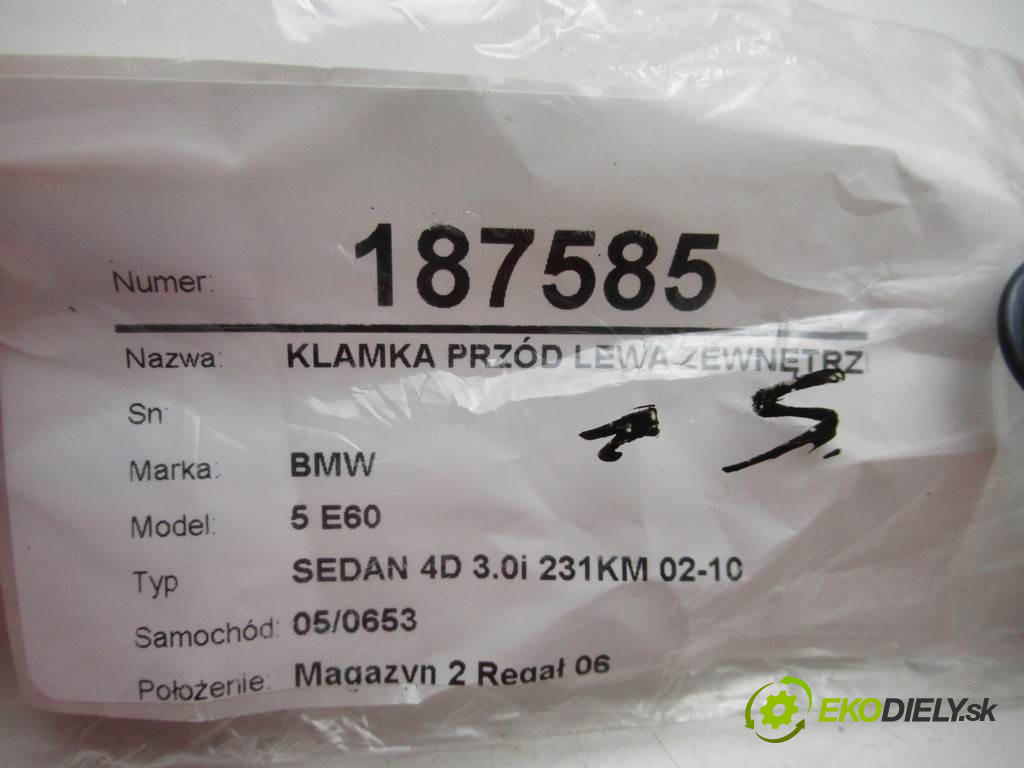 Numer: 187585
Nazwa: KLAMKA PRZÓD LEWA ZEWNĘTRZ
Sn:
Marka: BMW
Model: 5 E60
Typ SEDAN 4D 3.0i 231KM 02-10
Samochód: 05/0653
Położenie: Magazyn 2 Regał 06
EKODIELY.sk